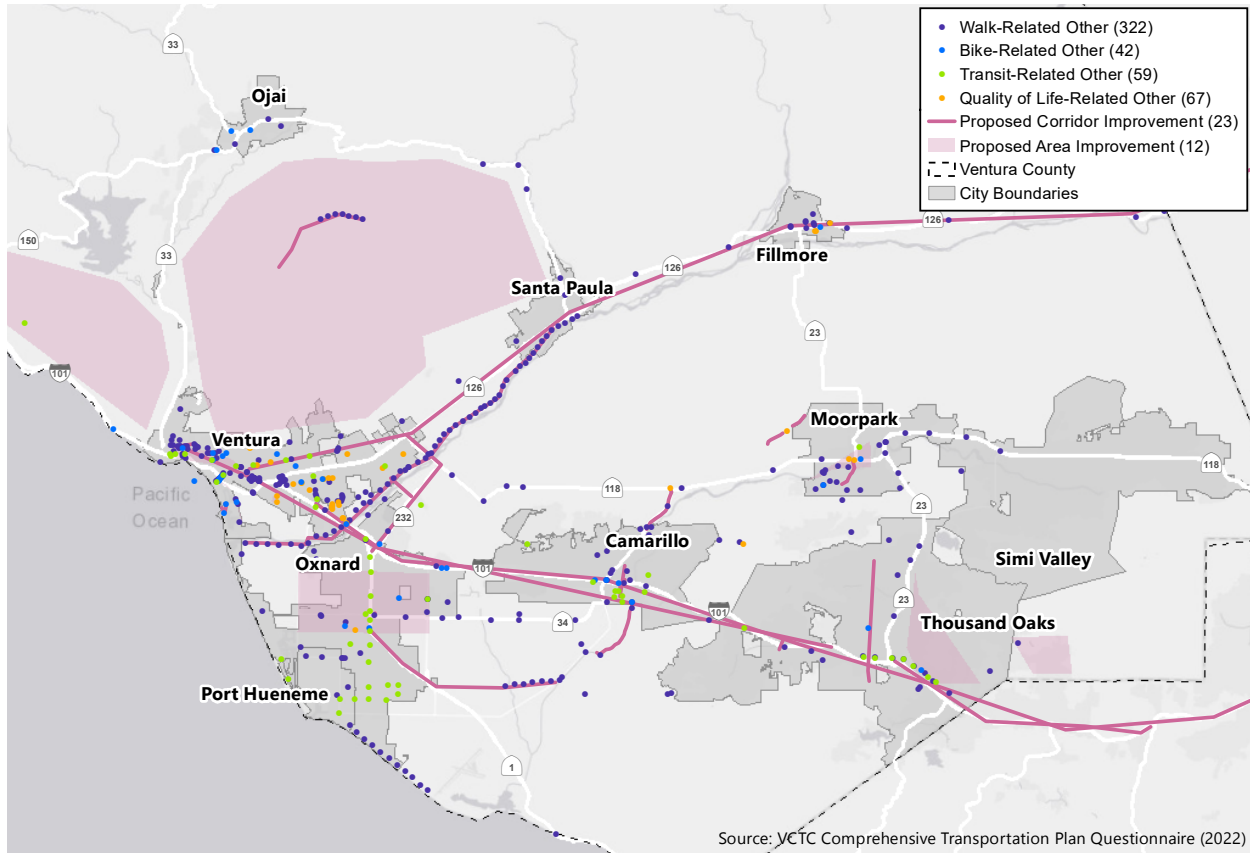 Walk-Related Other (322)
Bike-Related Other (42)
Transit-Related Other (59)
Quality of Life-Related Other (67)
Proposed Corridor Improvement (23)
Proposed Area Improvement (12)
Ventura County
City Boundaries
33
Ojai
150
33
126
126
Fillmore
Santa Paula
23
101
126
Moorpark
Ventura
118
118
Pacific
Ocean
232
23
Camarillo
Oxnard
Simi Valley
101
23
101
34
Thousand Oaks
Port Hueneme
1
Source: VCTC Comprehensive Transportation Plan Questionnaire (2022)